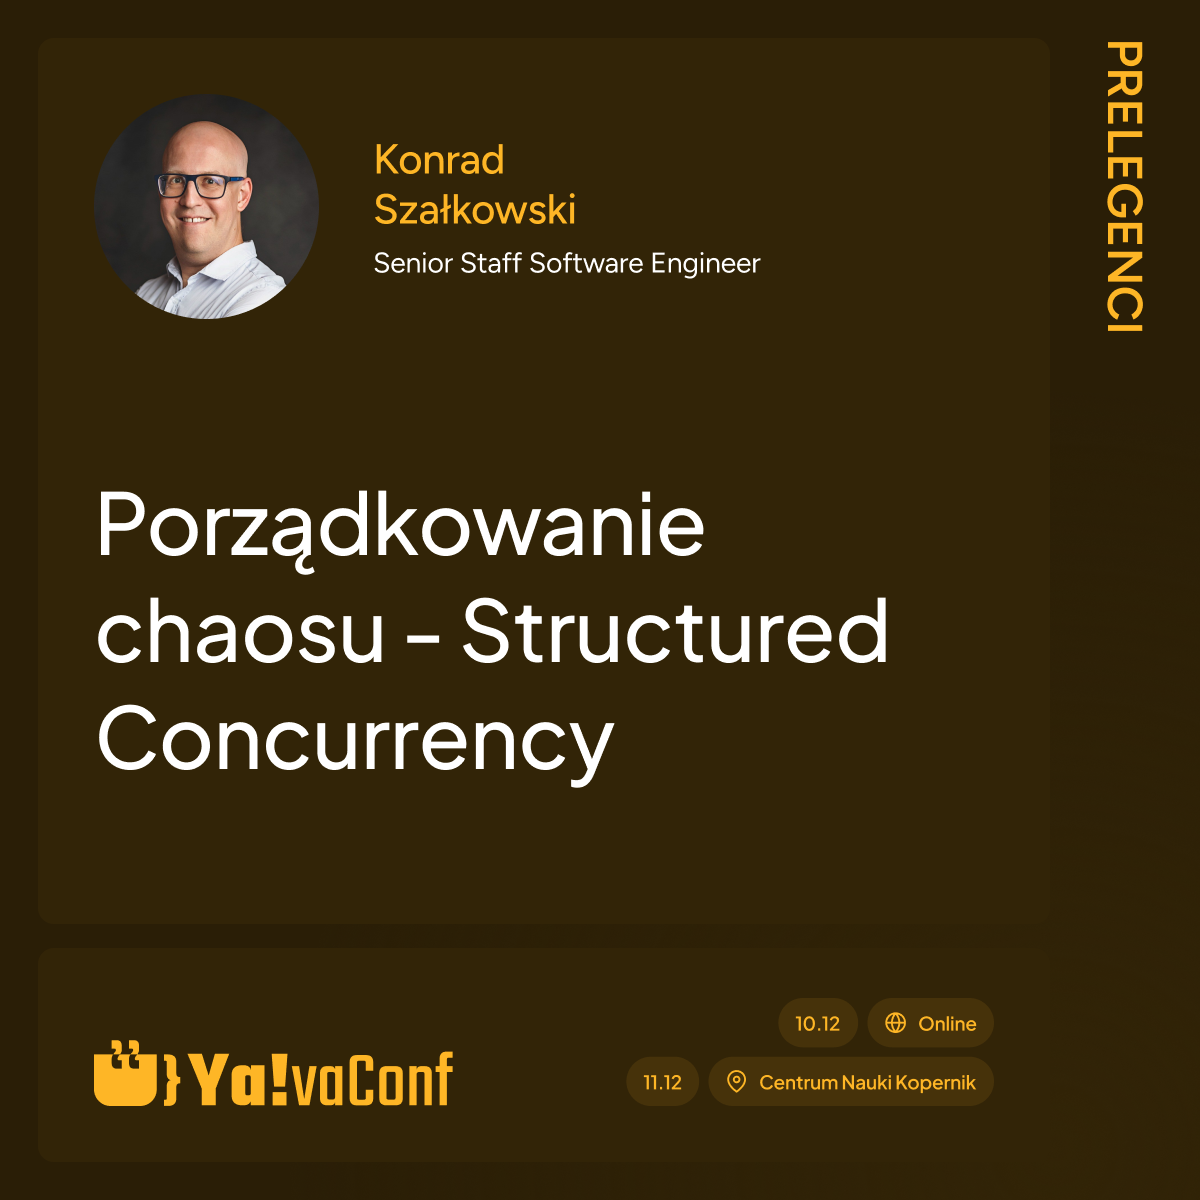 PRELEGENCI
Konrad
Szałkowski
Senior Staff Software Engineer
Porządkowanie
chaosu – Structured
Concurrency
Ya!vaConf
10.12
Online
11.12
Centrum Nauki Kopernik